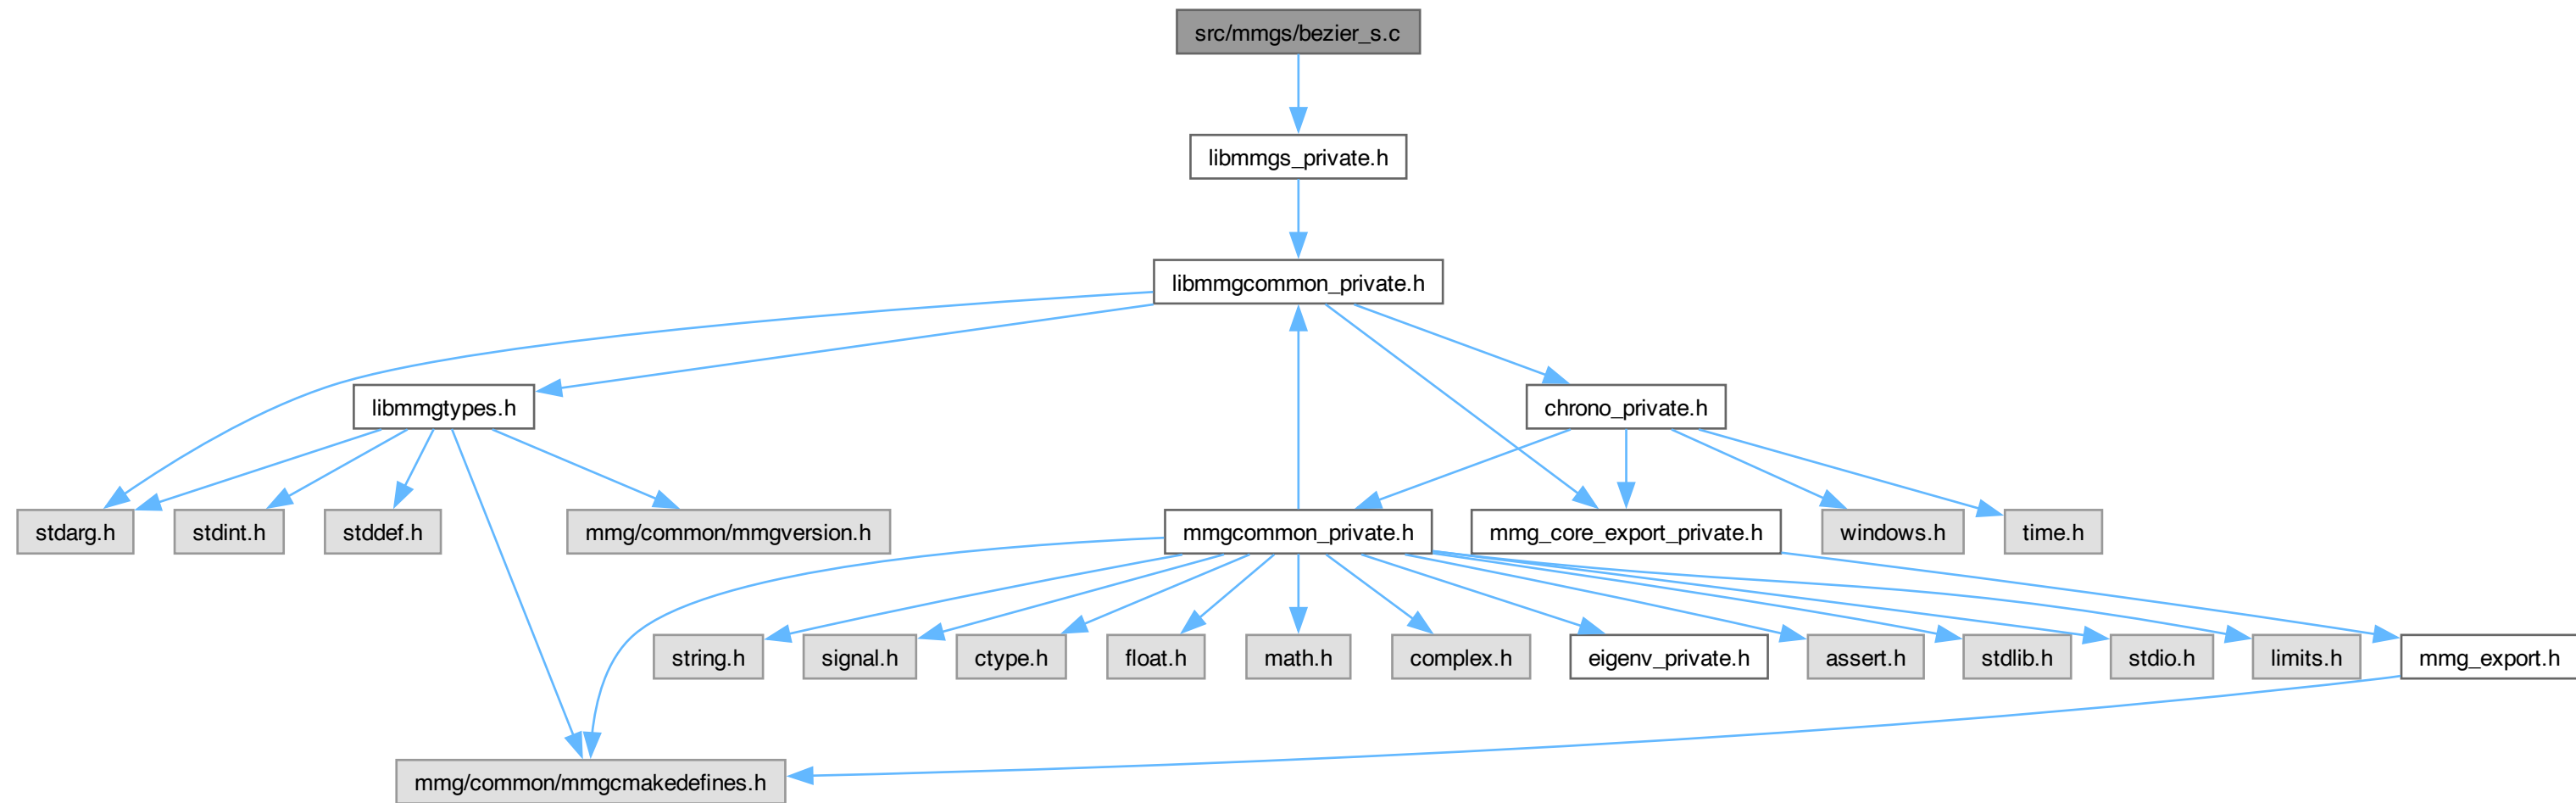 src/mmgs/bezier_s.c
libmmgs_private.h
libmmgcommon_private.h
libmmgtypes.h
chrono_private.h
stdarg.h
stdint.h
stddef.h
mmg/common/mmgversion.h
mmgcommon_private.h
mmg_core_export_private.h
windows.h
time.h
string.h
signal.h
ctype.h
float.h
math.h
complex.h
eigenv_private.h
assert.h
stdlib.h
stdio.h
limits.h
mmg_export.h
mmg/common/mmgcmakedefines.h